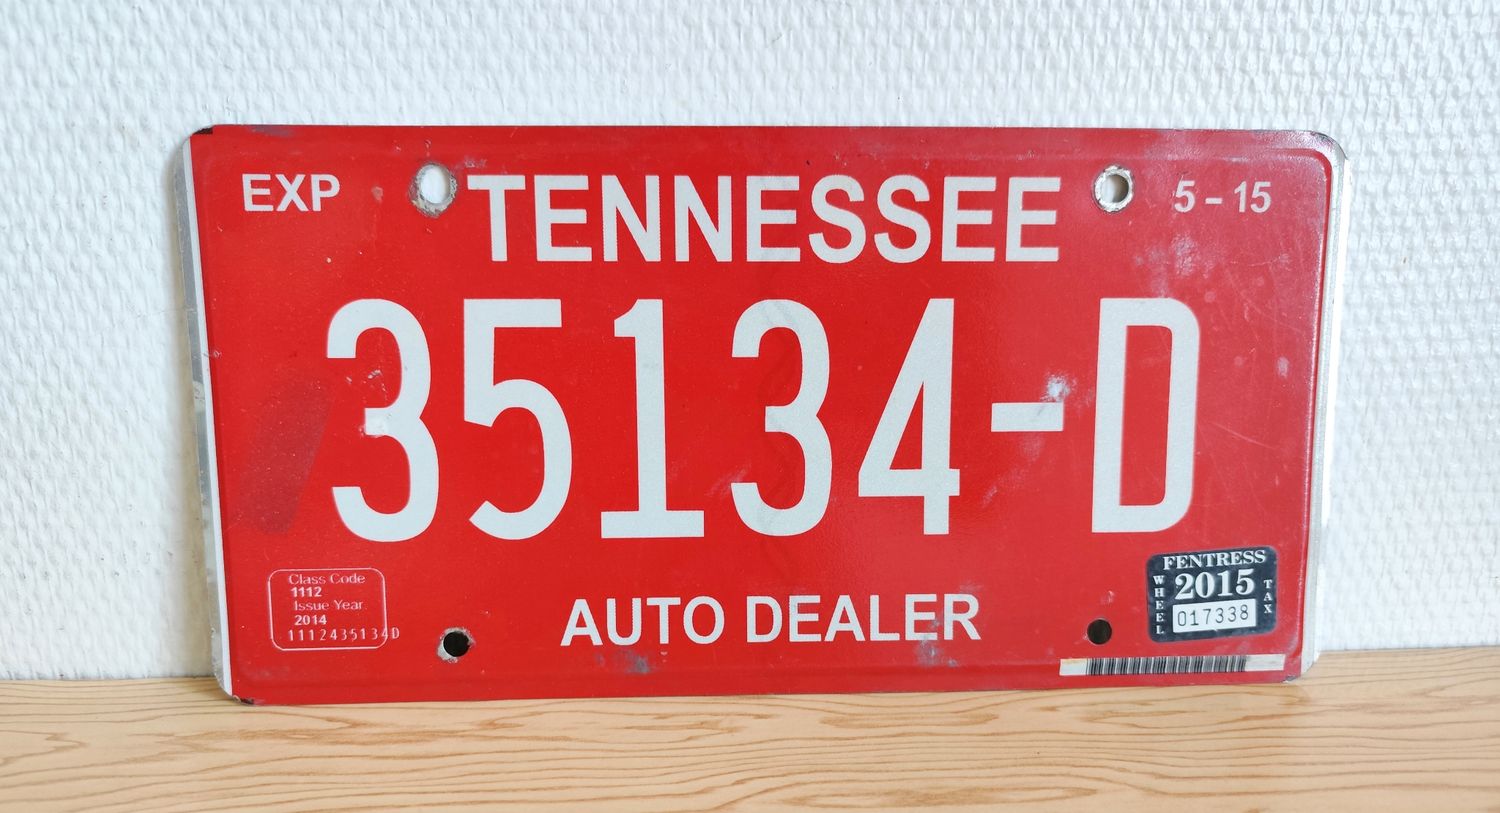 EXP TENNESSEE 5-15
35134-D
Class Code
1112
Issue Year
2014
1112435134D
AUTO DEALER
FENTRESS
WHEEL 2015 TAX
017338